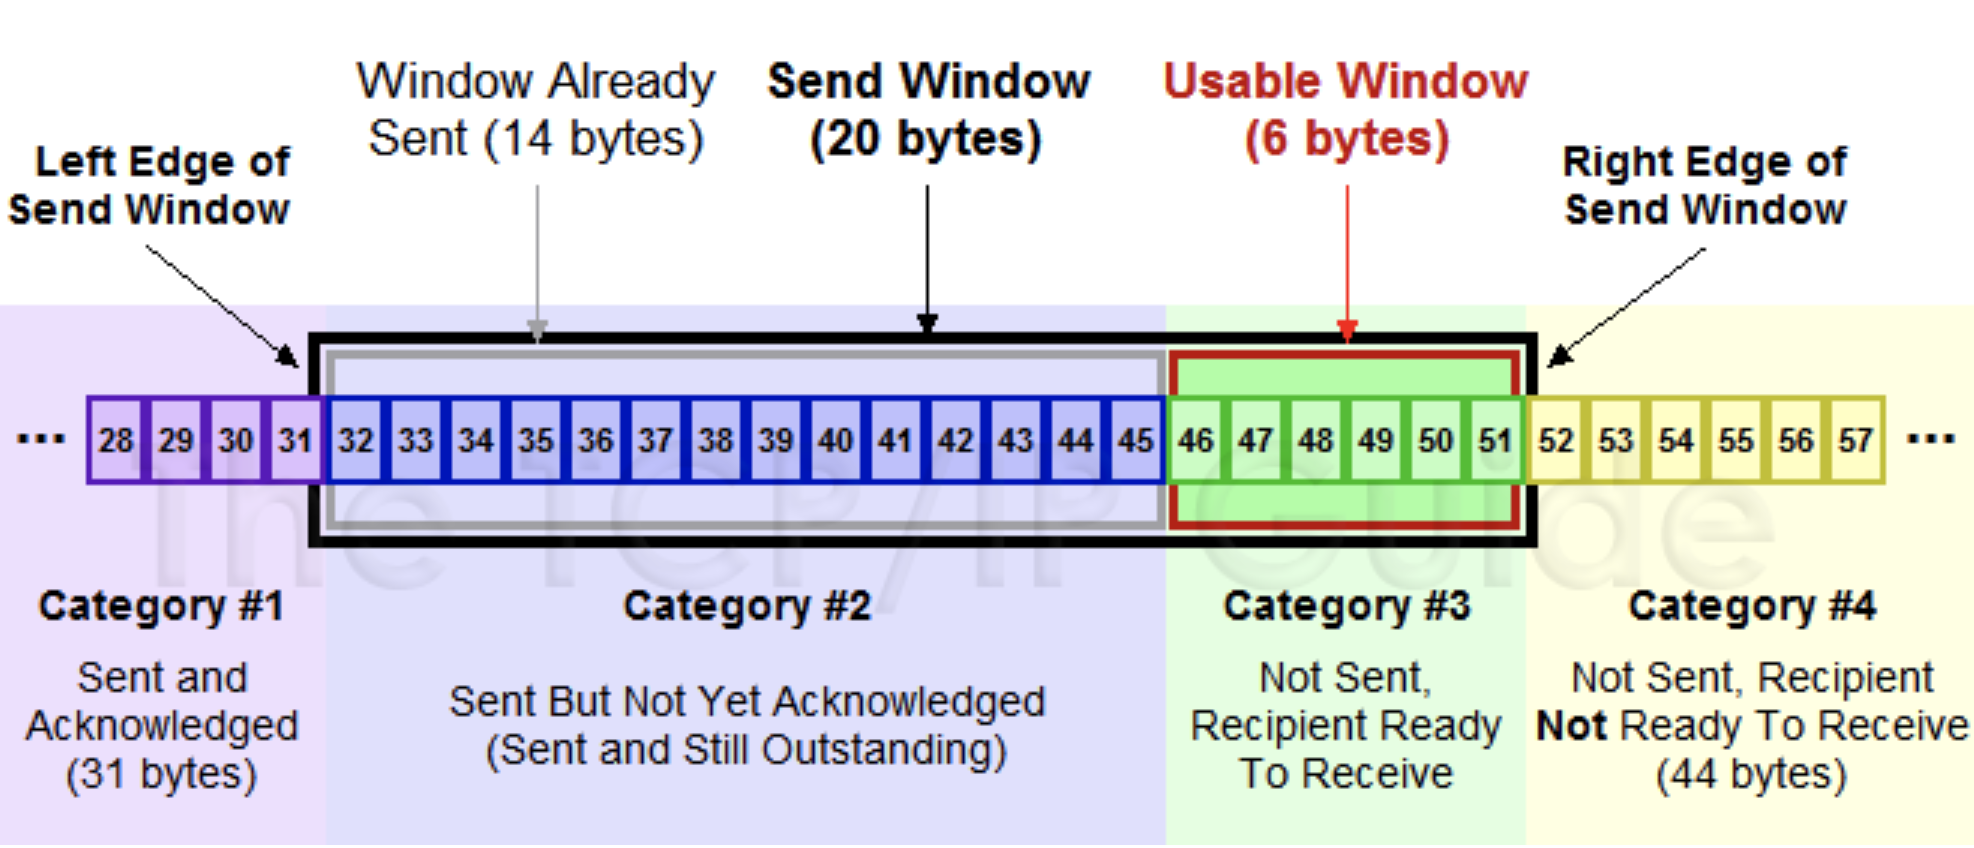 Window Already
Sent (14 bytes)
Send Window
(20 bytes)
Usable Window
(6 bytes)
Left Edge of
Send Window
Right Edge of
Send Window
... 28 29 30 31 32 33 34 35 36 37 38 39 40 41 42 43 44 45 46 47 48 49 50 51 52 53 54 55 56 57 ...
The TCP/IP Guide
Category #1
Sent and
Acknowledged
(31 bytes)
Category #2
Sent But Not Yet Acknowledged
(Sent and Still Outstanding)
Category #3
Not Sent,
Recipient Ready
To Receive
Category #4
Not Sent, Recipient
Not Ready To Receive
(44 bytes)